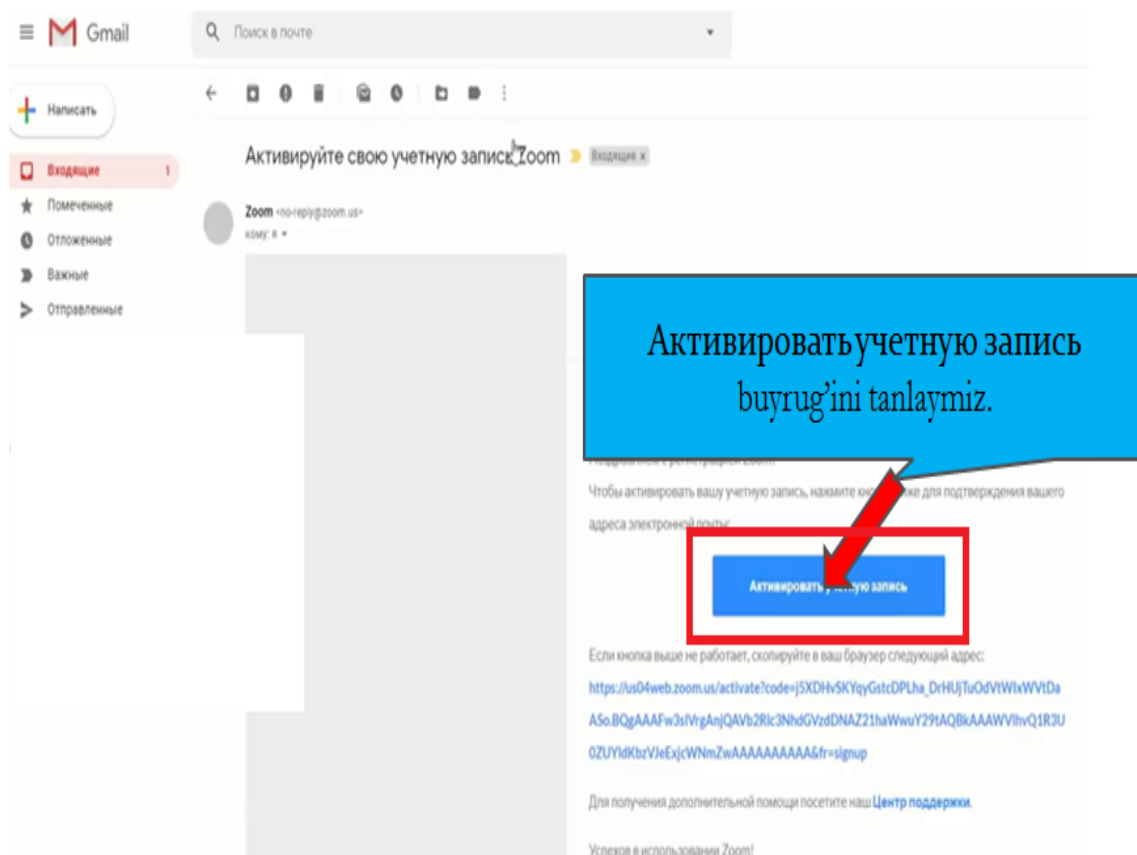 Gmail
Поиск в почте
Написать
Активируйте свою учетную запись Zoom
Входящие x
Входящие 1
Помеченные
Отложенные
Важные
Отправленные
Zoom <no-reply@zoom.us>
кому: я
Активировать учетную запись
buyrug’ini tanlaymiz.
Чтобы активировать вашу учетную запись, нажмите для подтверждения вашего
адреса электронной почты:
Активировать учетную запись
Если кнопка выше не работает, скопируйте в ваш браузер следующий адрес:
Для получения дополнительной помощи посетите наш Центр поддержки.
Успехов в использовании Zoom!